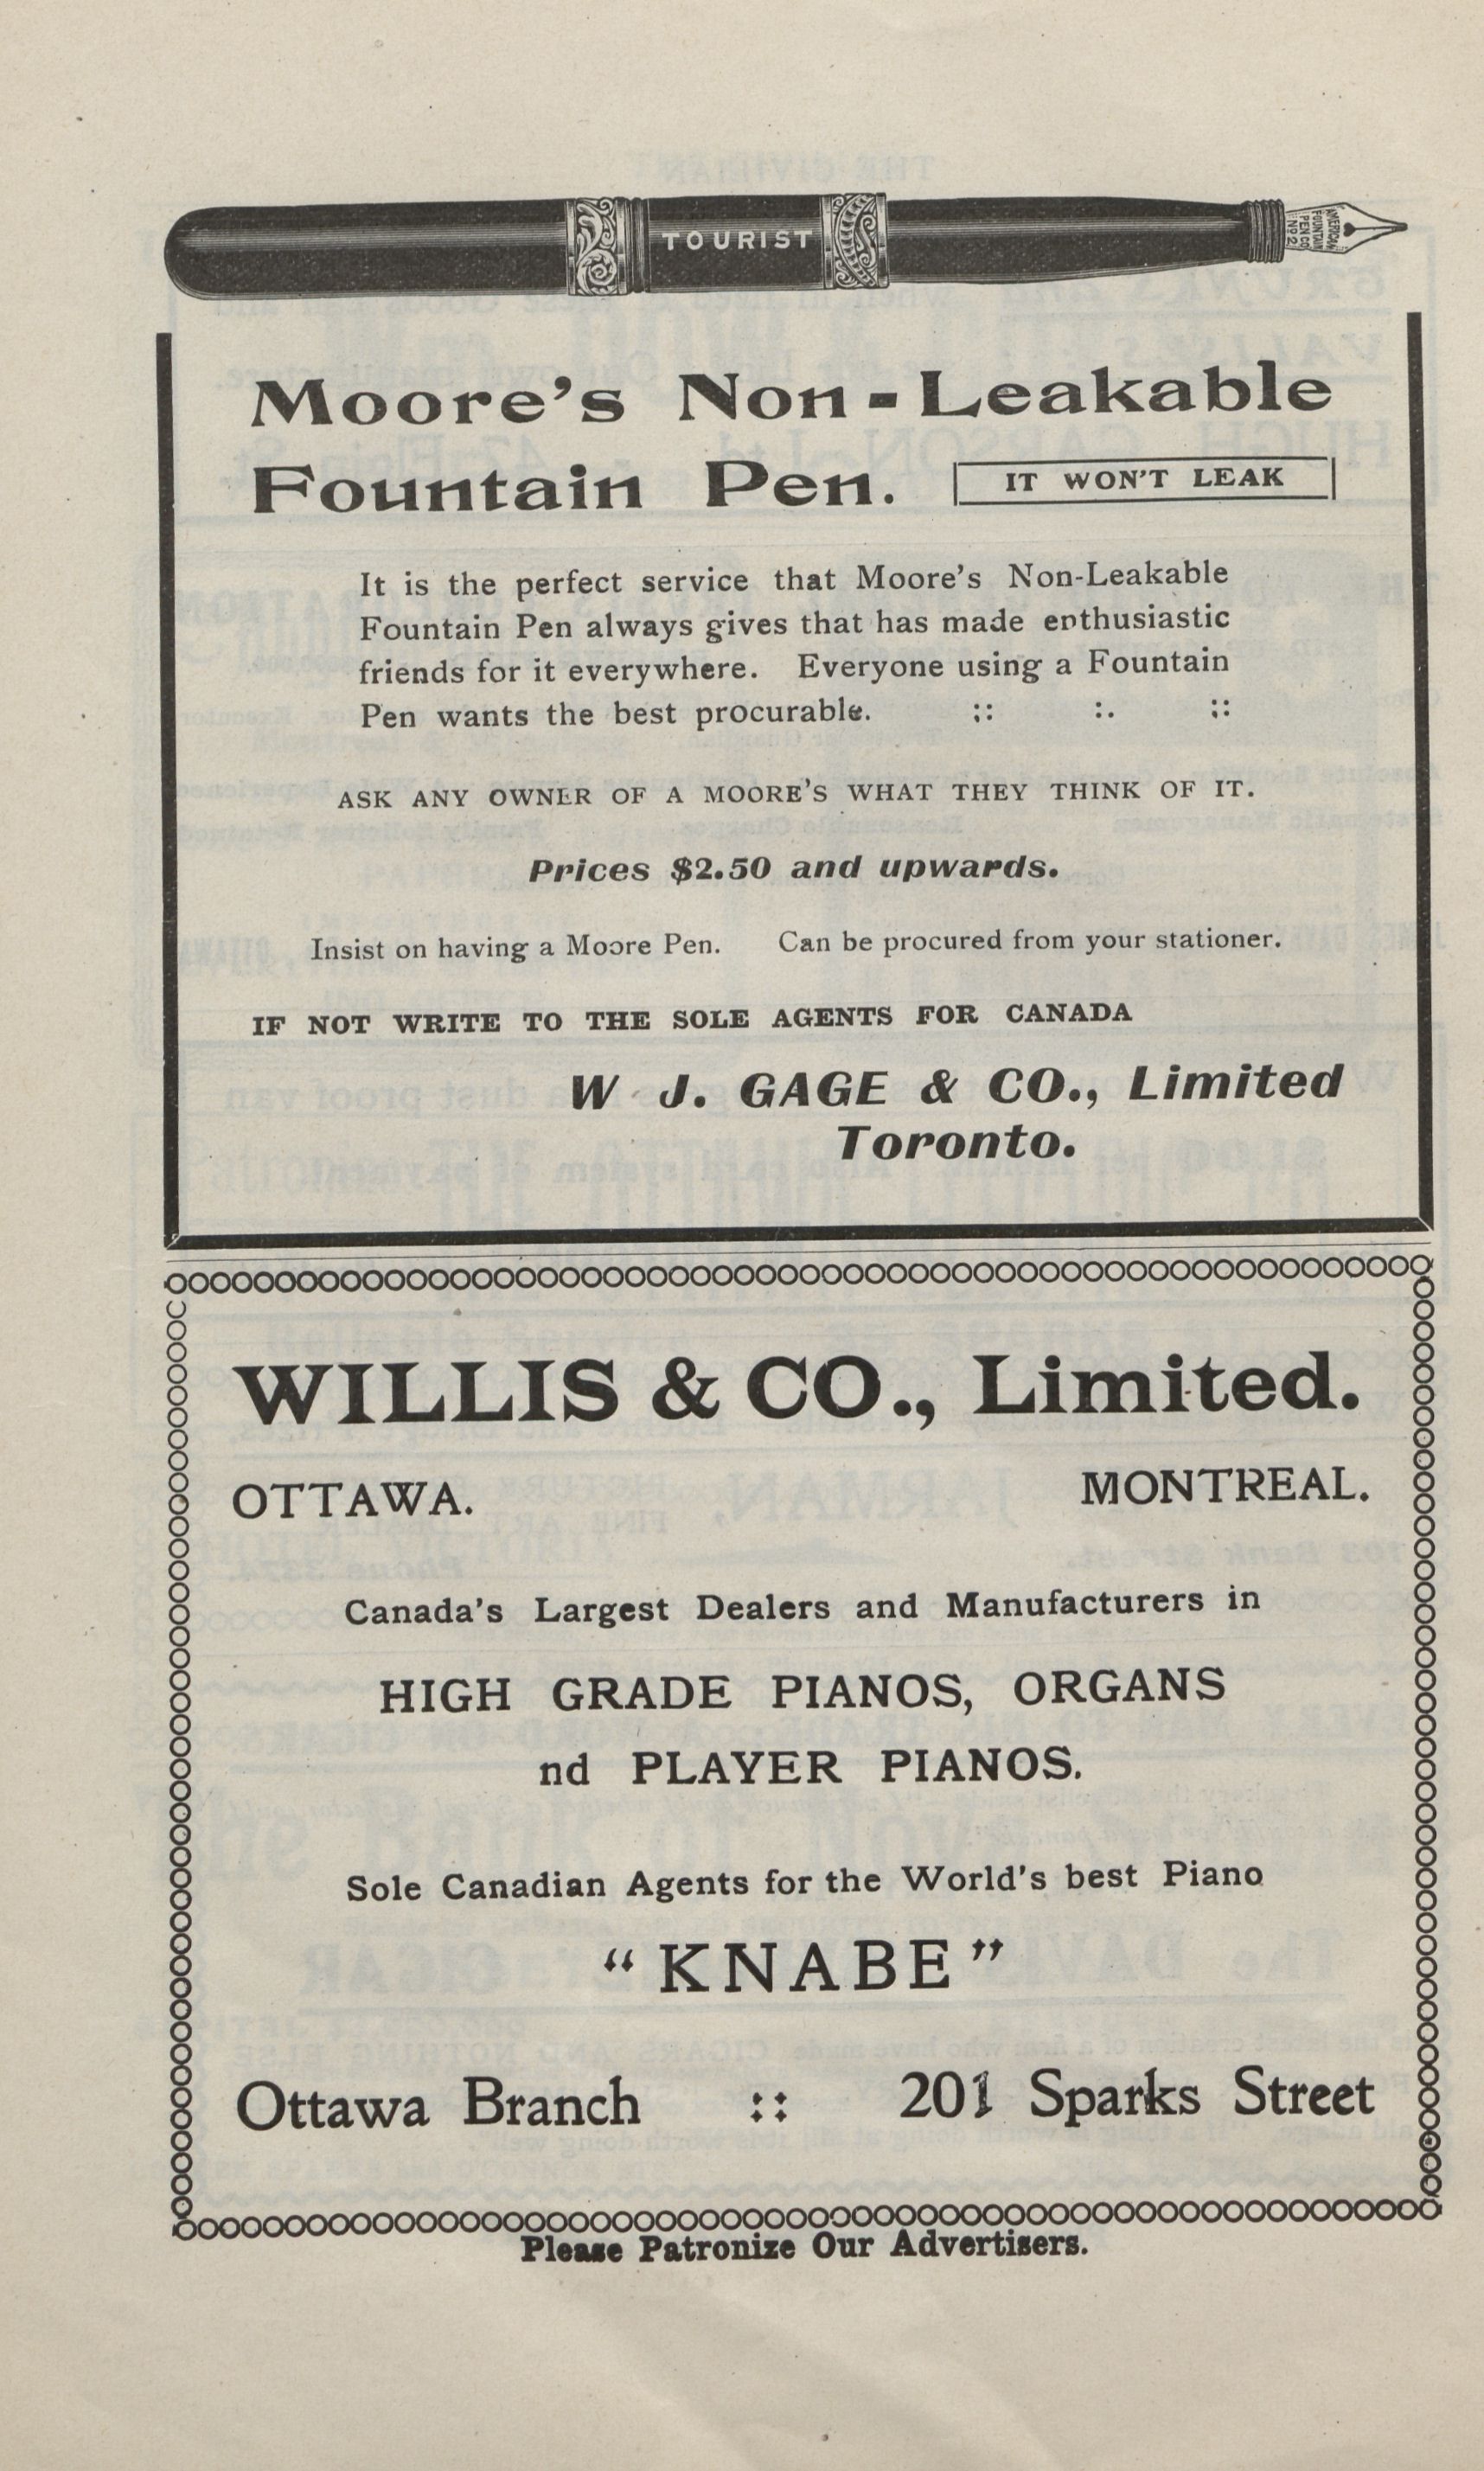 TOURIST
AMERICAN
FOUNTAIN
PEN CO
Nº 2
Moore's Non-Leakable
Fountain Pen. IT WON'T LEAK
It is the perfect service that Moore's Non-Leakable
Fountain Pen always gives that has made enthusiastic
friends for it everywhere. Everyone using a Fountain
Pen wants the best procurable. :: :. ::
ASK ANY OWNER OF A MOORE'S WHAT THEY THINK OF IT.
Prices $2.50 and upwards.
Insist on having a Moore Pen. Can be procured from your stationer.
IF NOT WRITE TO THE SOLE AGENTS FOR CANADA
W J. GAGE & CO., Limited
Toronto.
WILLIS & CO., Limited.
OTTAWA. MONTREAL.
Canada's Largest Dealers and Manufacturers in
HIGH GRADE PIANOS, ORGANS
nd PLAYER PIANOS.
Sole Canadian Agents for the World's best Piano
"KNABE"
Ottawa Branch :: 201 Sparks Street
Please Patronize Our Advertisers.